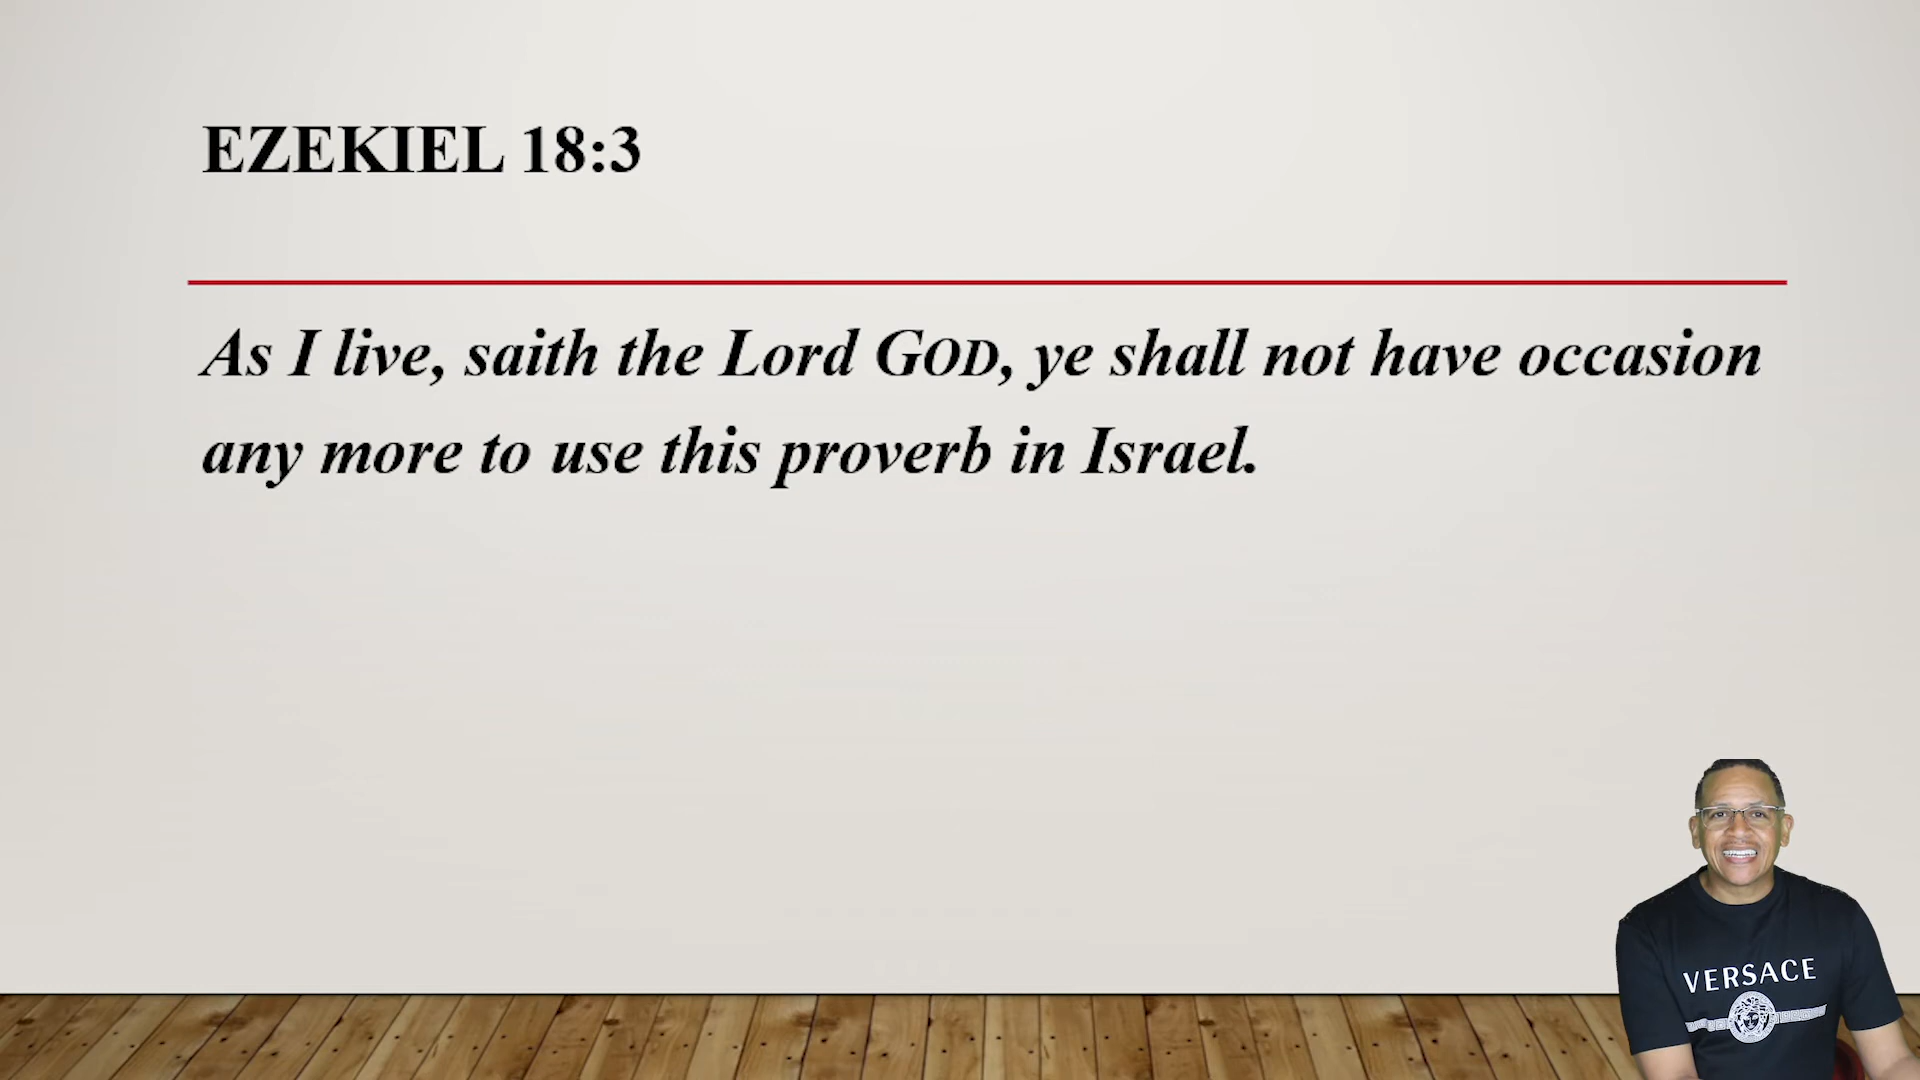 EZEKIEL 18:3
As I live, saith the Lord GOD, ye shall not have occasion
any more to use this proverb in Israel.
VERSACE